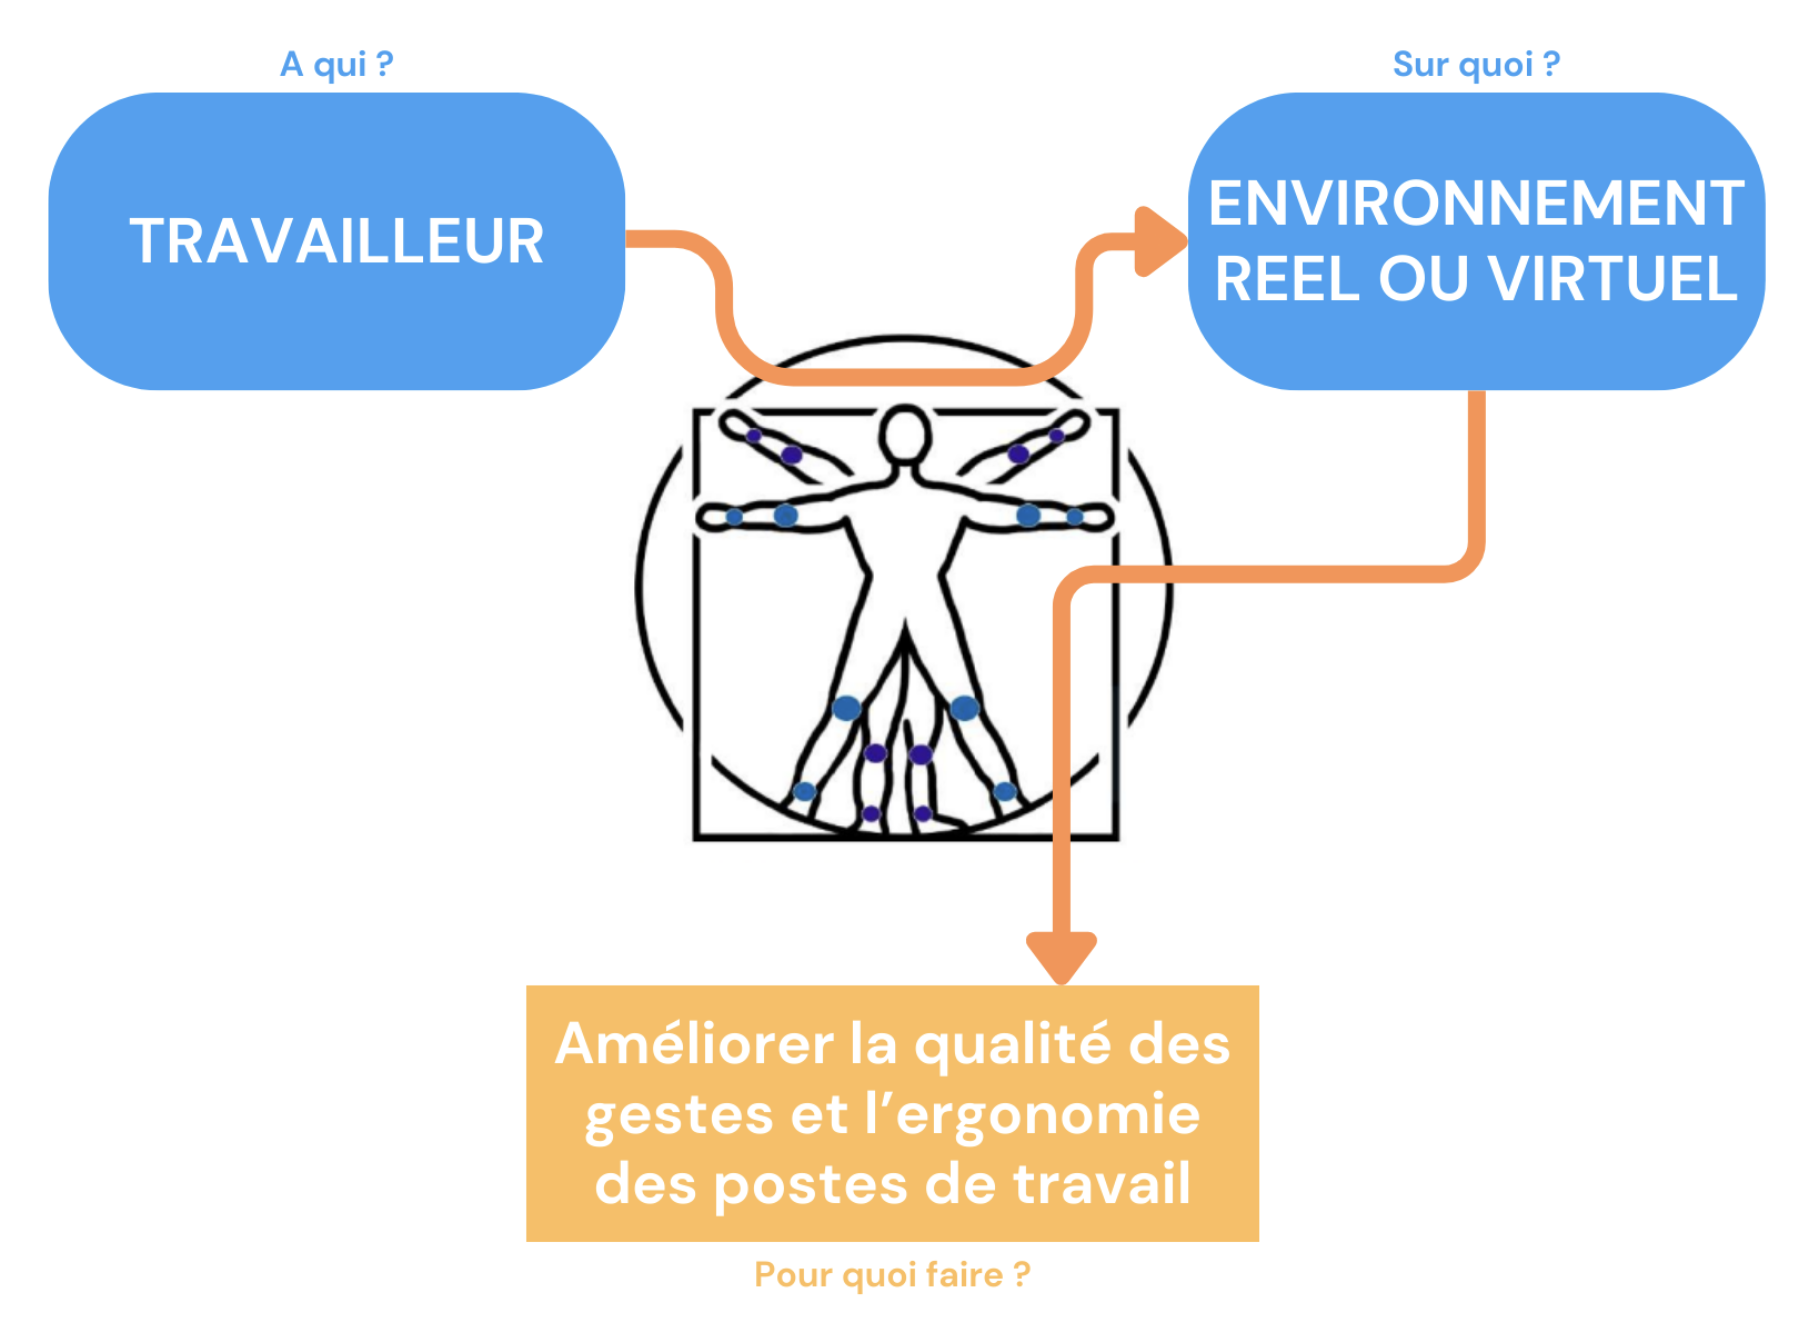 A qui ?
TRAVAILLEUR
Sur quoi ?
ENVIRONNEMENT
REEL OU VIRTUEL
Améliorer la qualité des
gestes et l’ergonomie
des postes de travail
Pour quoi faire ?